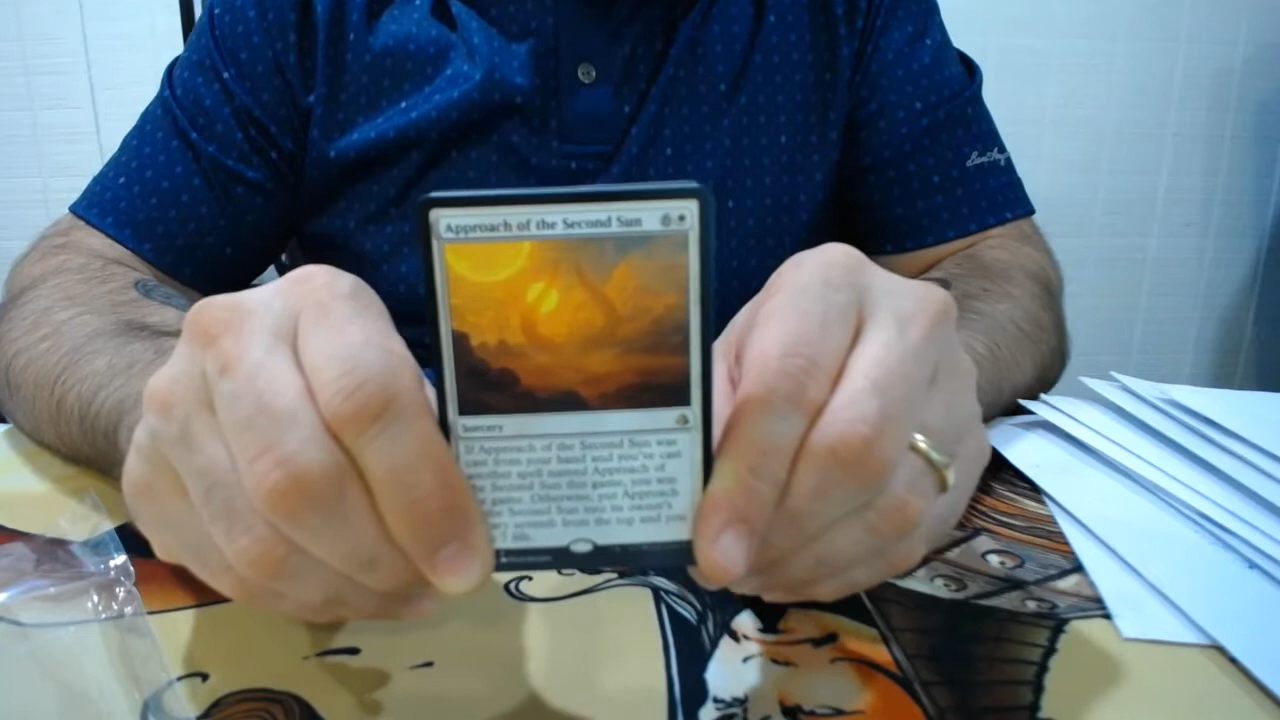 Approach of the Second Sun 6
Sorcery
If Approach of the Second Sun was
cast from your hand and you've cast
another spell named Approach of
the Second Sun this game, you win
game. Otherwise, put Approach
the Second Sun into its owner's
seventh from the top and you
7 life.